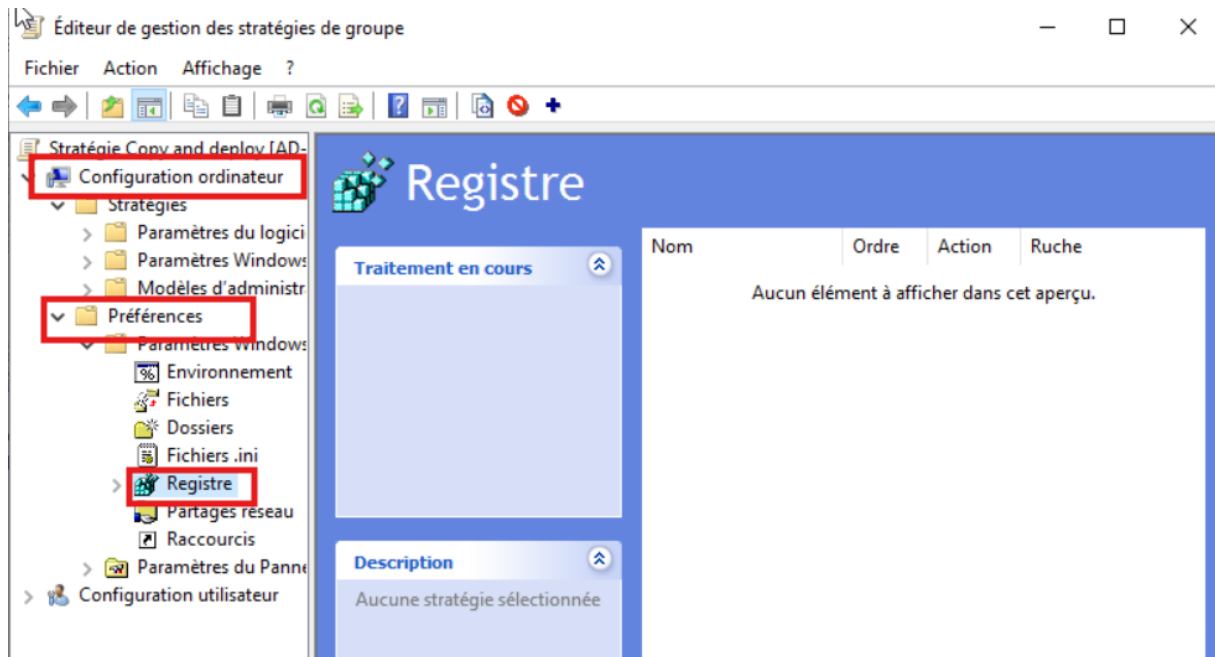 Éditeur de gestion des stratégies de groupe
Fichier Action Affichage ?
Stratégie Copy and deploy [AD-
Configuration ordinateur
Stratégies
Paramètres du logici
Paramètres Windows
Modèles d'administr
Préférences
Paramètres Windows
Environnement
Fichiers
Dossiers
Fichiers .ini
Registre
Partages réseau
Raccourcis
Paramètres du Panne
Configuration utilisateur
Registre
Traitement en cours
Description
Aucune stratégie sélectionnée
Nom Ordre Action Ruche
Aucun élément à afficher dans cet aperçu.